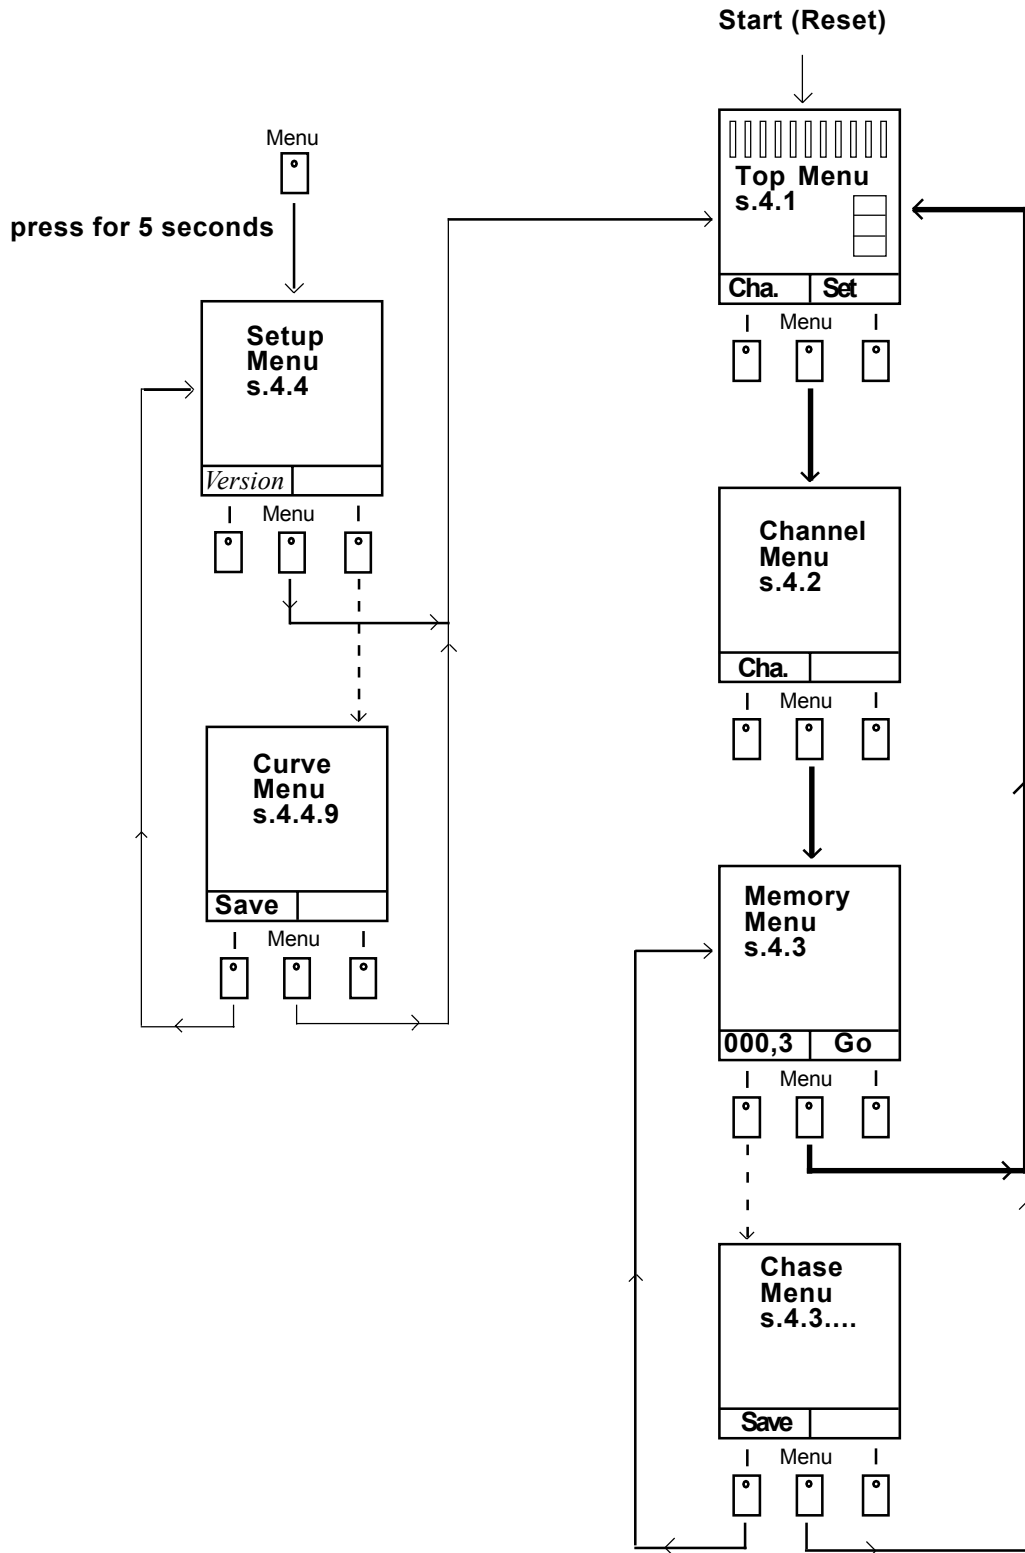 Start (Reset)
Menu
press for 5 seconds
Top Menu
s.4.1
Cha. Set
Menu
Setup
Menu
s.4.4
Version
Menu
Channel
Menu
s.4.2
Cha.
Menu
Curve
Menu
s.4.4.9
Save
Menu
Memory
Menu
s.4.3
000,3 Go
Menu
Chase
Menu
s.4.3....
Save
Menu